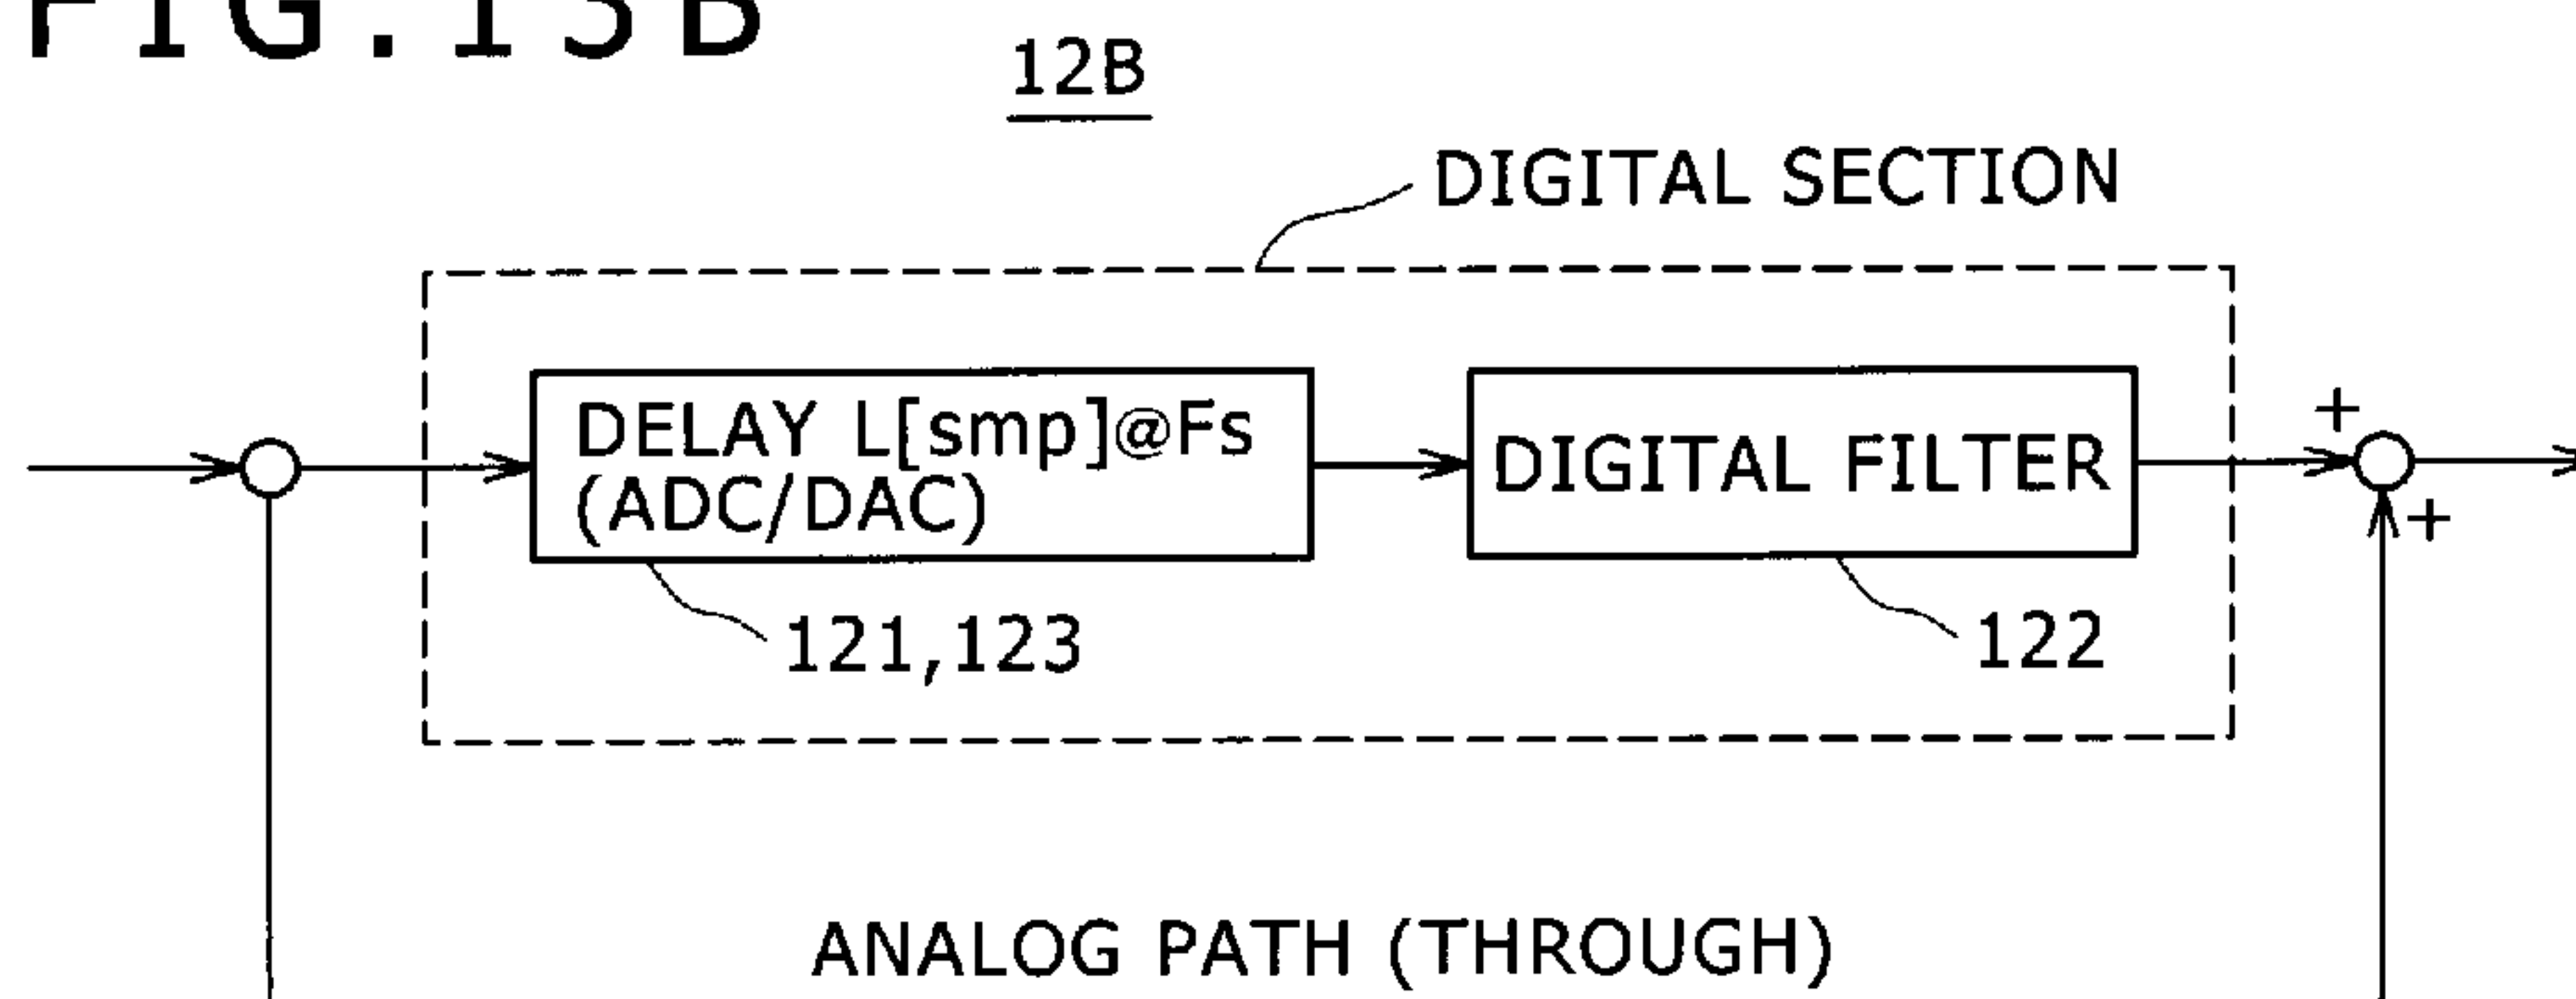 FIG.13B
12B
DIGITAL SECTION
DELAY L[smp]@Fs
(ADC/DAC)
DIGITAL FILTER
+
+
121,123
122
ANALOG PATH (THROUGH)